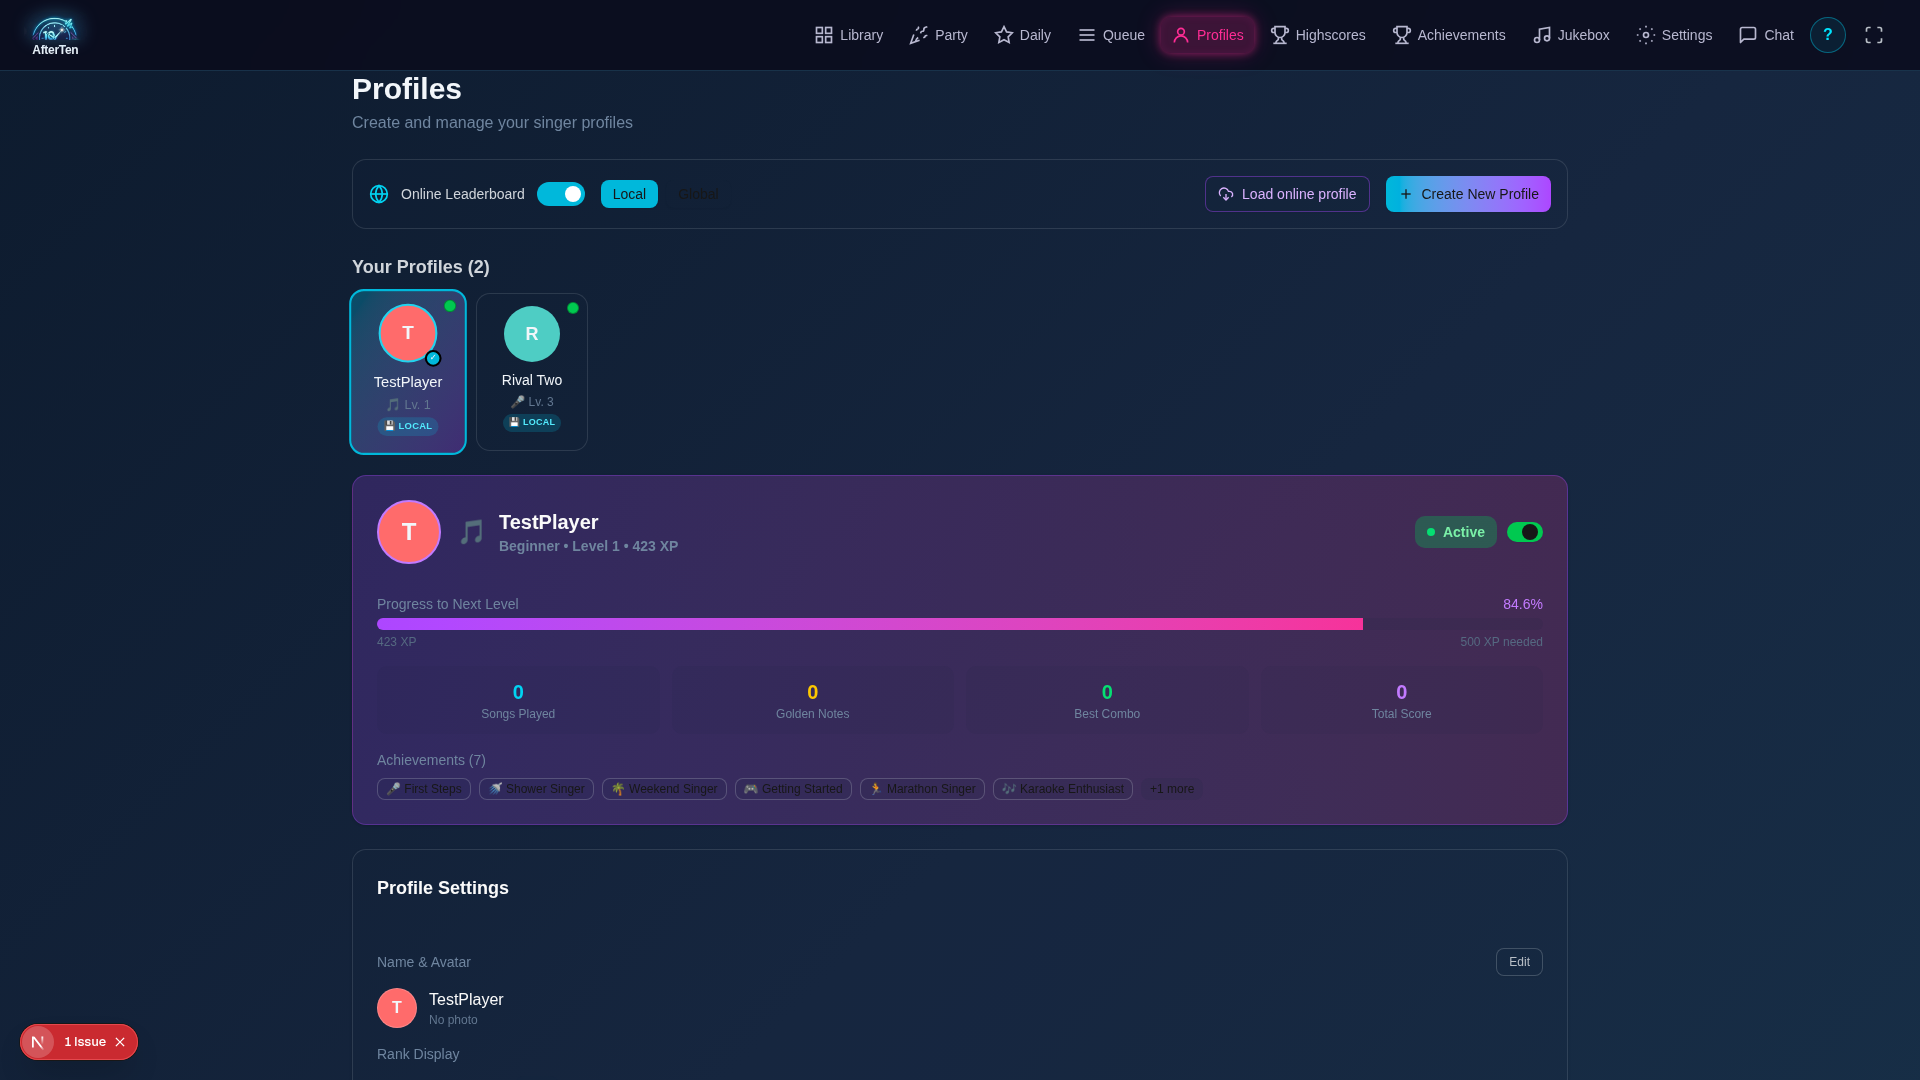 AfterTen
Library
Party
Daily
Queue
Profiles
Highscores
Achievements
Jukebox
Settings
Chat
?
Profiles
Create and manage your singer profiles
Online Leaderboard
Local
Global
Load online profile
Create New Profile
Your Profiles (2)
T
TestPlayer
🎵 Lv. 1
💾 LOCAL
R
Rival Two
🎤 Lv. 3
💾 LOCAL
T
🎵
TestPlayer
Beginner • Level 1 • 423 XP
Active
Progress to Next Level
84.6%
423 XP
500 XP needed
0
Songs Played
0
Golden Notes
0
Best Combo
0
Total Score
Achievements (7)
🎤 First Steps
🚿 Shower Singer
🌴 Weekend Singer
🎮 Getting Started
🏃 Marathon Singer
🎶 Karaoke Enthusiast
+1 more
Profile Settings
Name & Avatar
Edit
T
TestPlayer
No photo
Rank Display
N
1 Issue